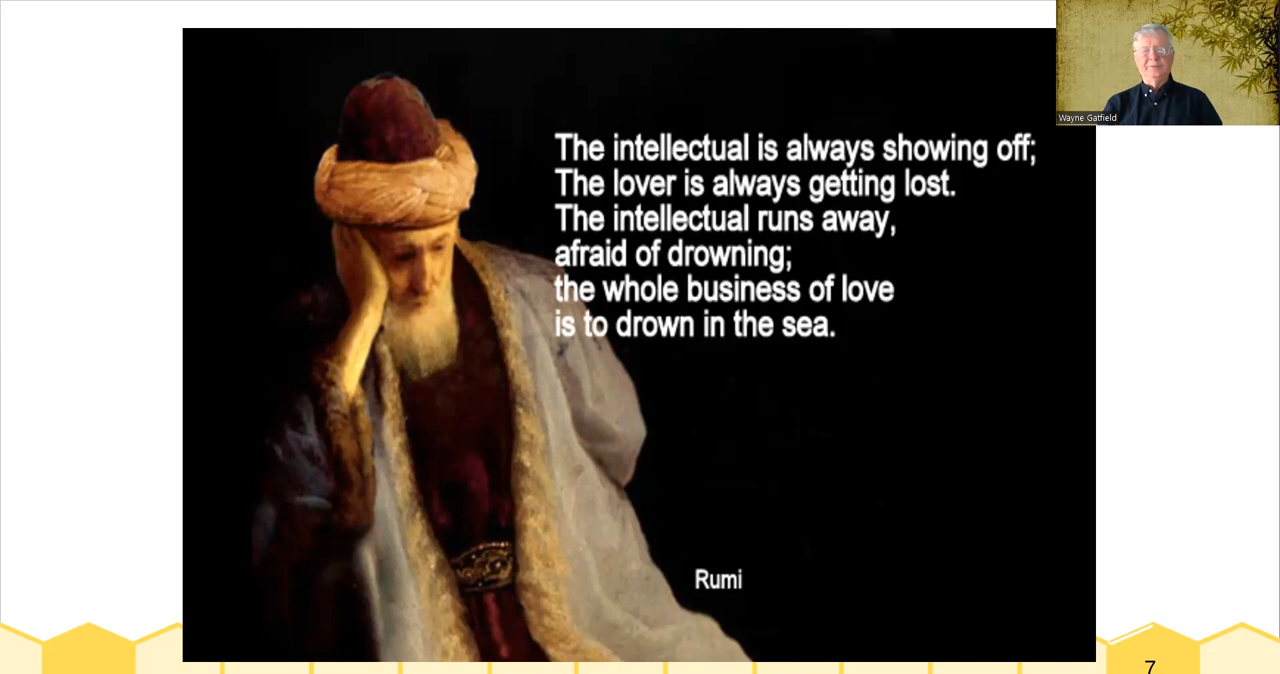 Wayne Gatfield
The intellectual is always showing off;
The lover is always getting lost.
The intellectual runs away,
afraid of drowning;
the whole business of love
is to drown in the sea.
Rumi
7